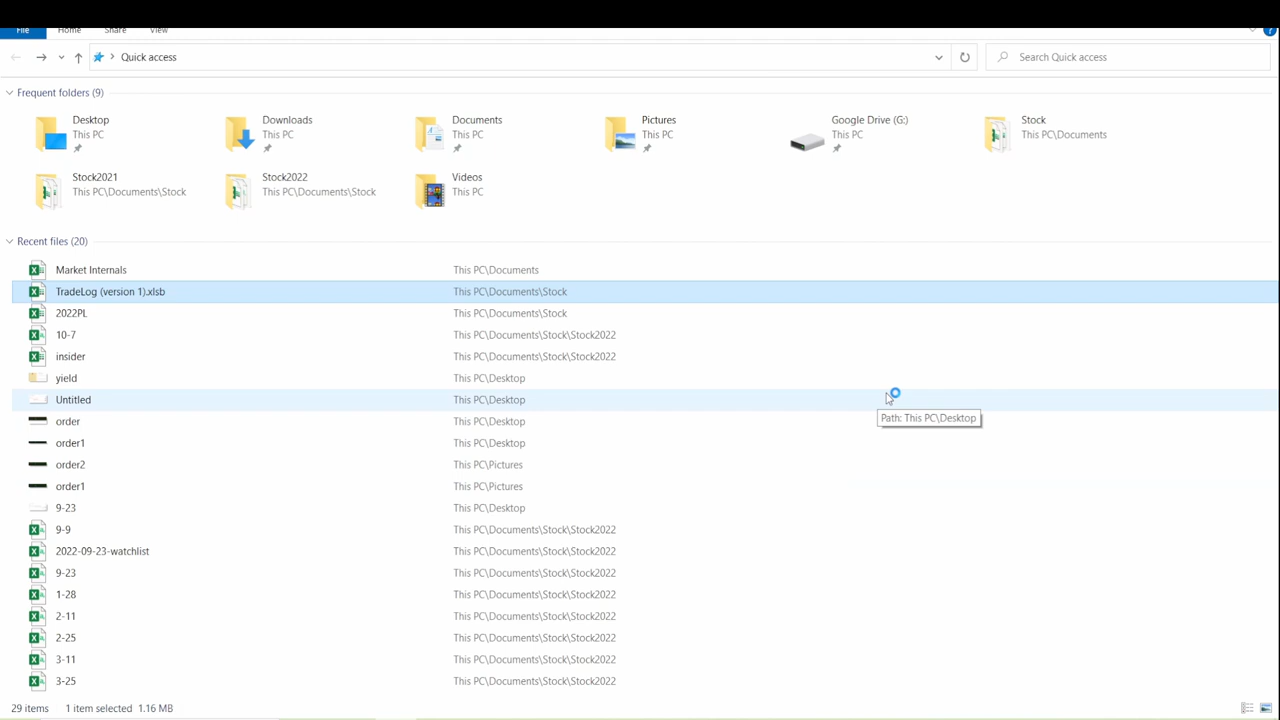 File Home Share View
Quick access Search Quick access
Frequent folders (9)
Desktop Downloads Documents Pictures Google Drive (G:) Stock
This PC This PC This PC This PC This PC This PC\Documents
Stock2021 Stock2022 Videos
This PC\Documents\Stock This PC\Documents\Stock This PC
Recent files (20)
Market Internals This PC\Documents
TradeLog (version 1).xlsb This PC\Documents\Stock
2022PL This PC\Documents\Stock
10-7 This PC\Documents\Stock\Stock2022
insider This PC\Documents\Stock\Stock2022
yield This PC\Desktop
Untitled This PC\Desktop
order This PC\Desktop
Path: This PC\Desktop
order1 This PC\Desktop
order2 This PC\Pictures
order1 This PC\Pictures
9-23 This PC\Desktop
9-9 This PC\Documents\Stock\Stock2022
2022-09-23-watchlist This PC\Documents\Stock\Stock2022
9-23 This PC\Documents\Stock\Stock2022
1-28 This PC\Documents\Stock\Stock2022
2-11 This PC\Documents\Stock\Stock2022
2-25 This PC\Documents\Stock\Stock2022
3-11 This PC\Documents\Stock\Stock2022
3-25 This PC\Documents\Stock\Stock2022
29 items 1 item selected 1.16 MB